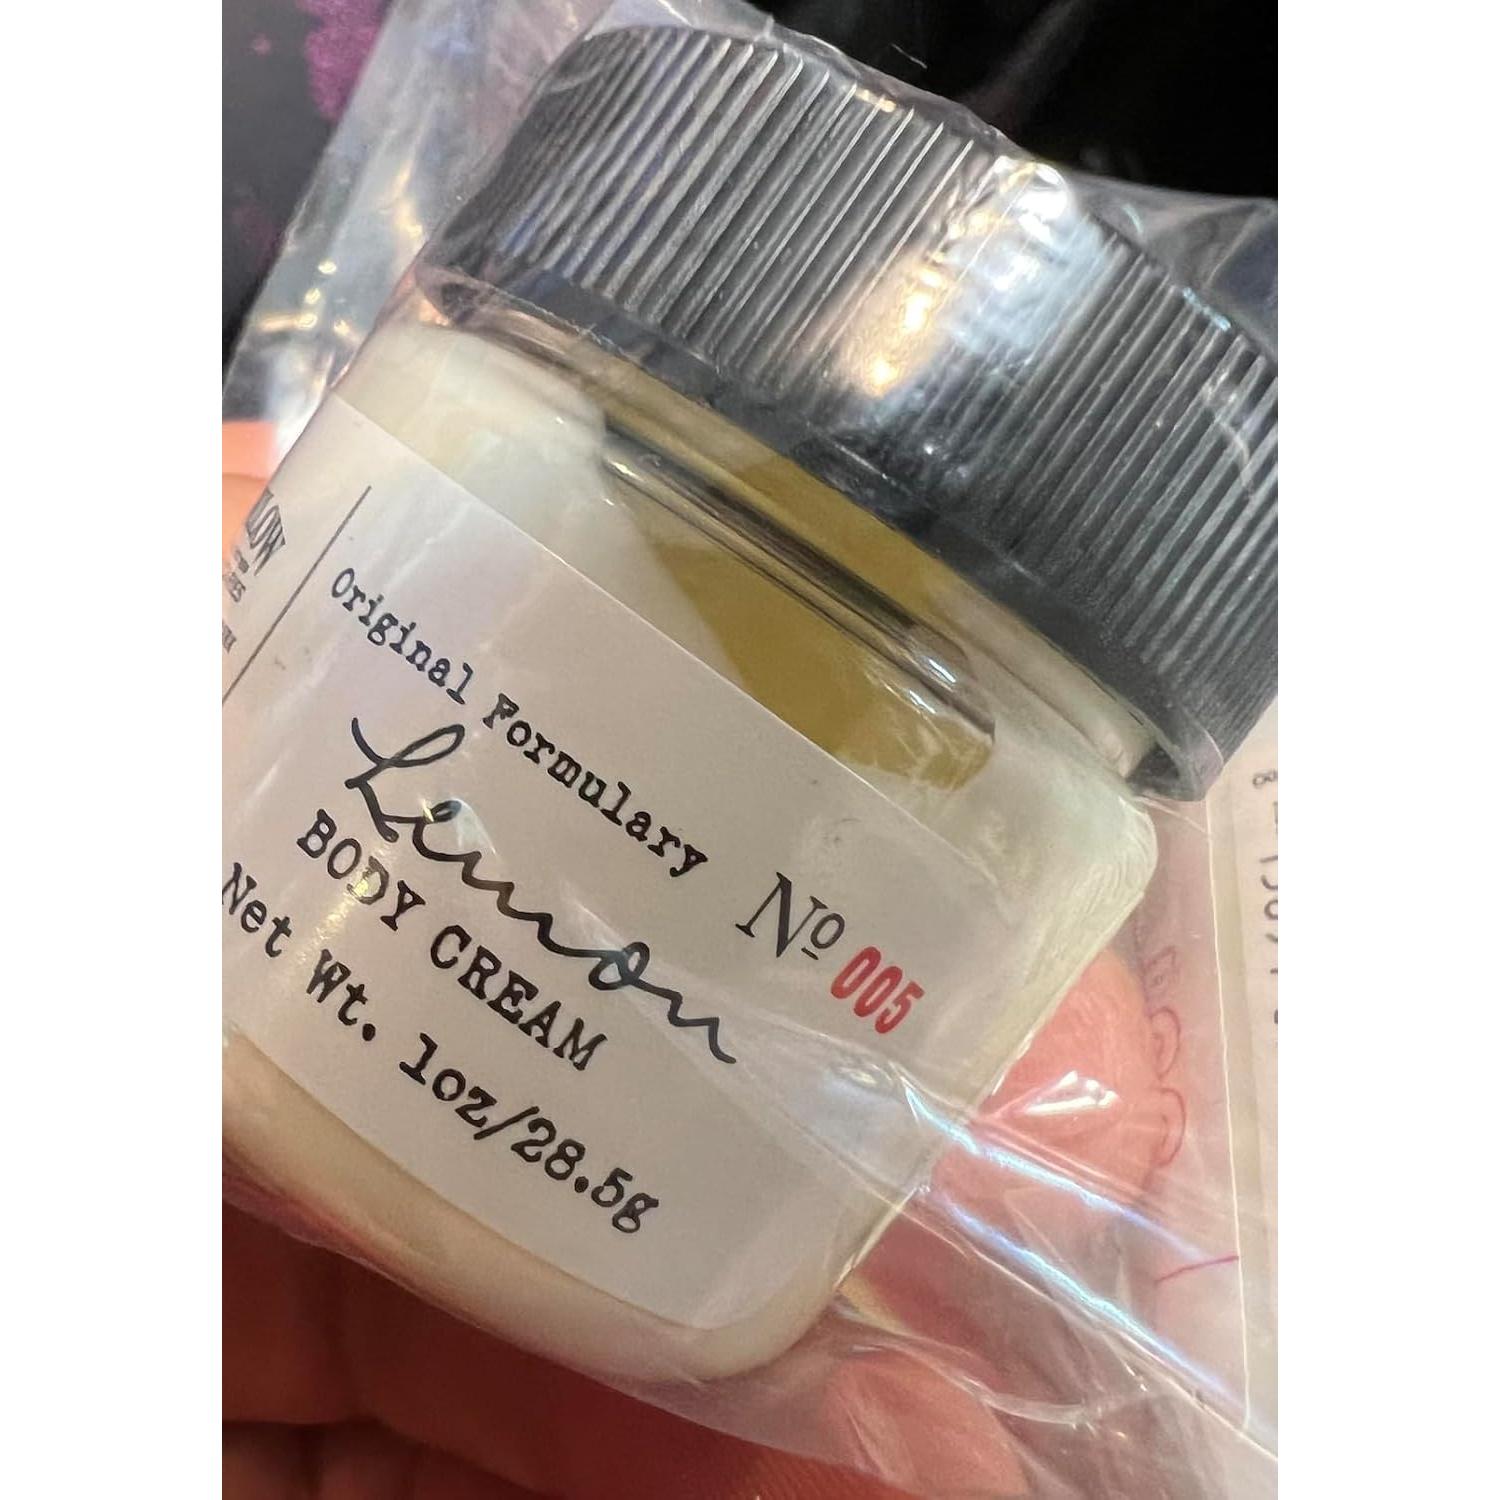 Original Formulary
Lemon
BODY CREAM
Nº 005
Net Wt. 1oz/28.5g